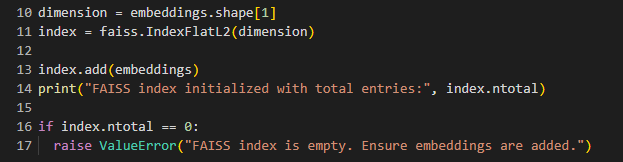 10 dimension = embeddings.shape[1]
11 index = faiss.IndexFlatL2(dimension)
12
13 index.add(embeddings)
14 print("FAISS index initialized with total entries:", index.ntotal)
15
16 if index.ntotal == 0:
17   raise ValueError("FAISS index is empty. Ensure embeddings are added.")